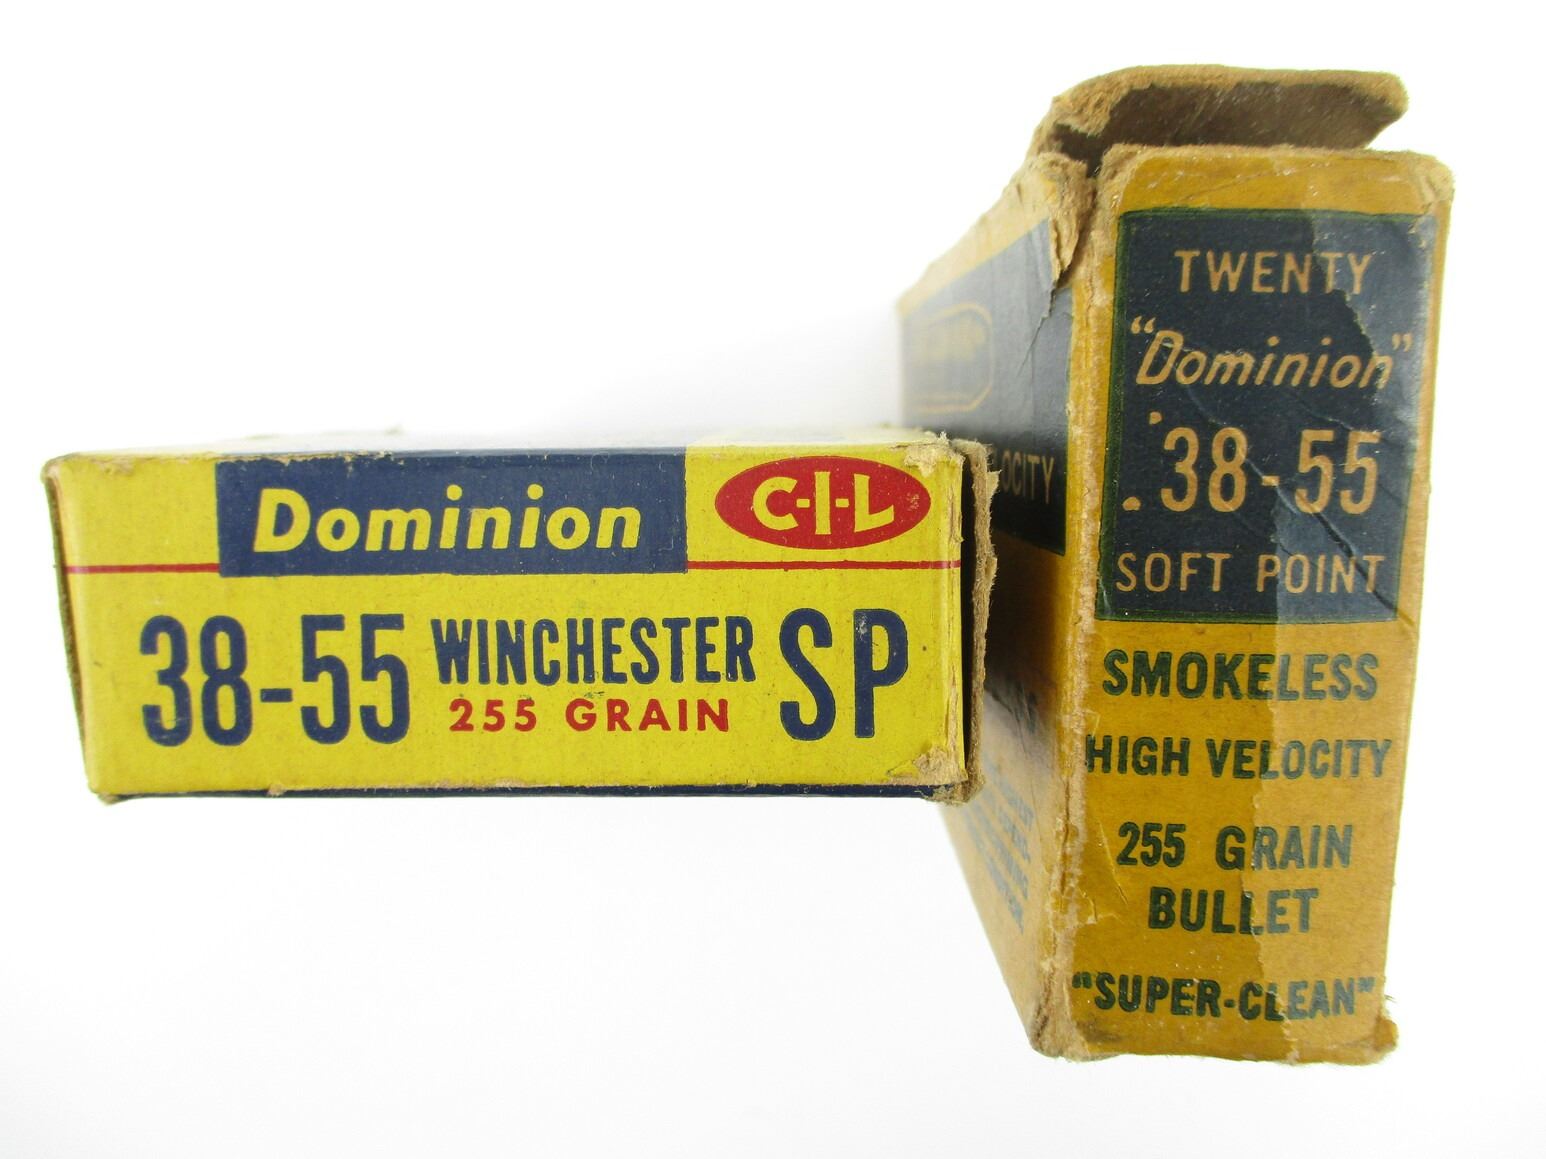 Dominion
C-I-L
38-55 WINCHESTER SP
255 GRAIN
OCITY
TWENTY
"Dominion"
.38-55
SOFT POINT
SMOKELESS
HIGH VELOCITY
255 GRAIN
BULLET
"SUPER-CLEAN"